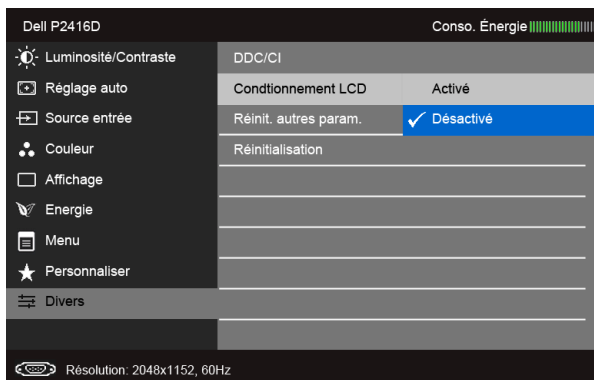 Dell P2416D Conso. Énergie
Luminosité/Contraste DDC/CI
Réglage auto Condtionnement LCD Activé
Source entrée Réinit. autres param. Désactivé
Couleur Réinitialisation
Affichage
Energie
Menu
Personnaliser
Divers
Résolution: 2048x1152, 60Hz